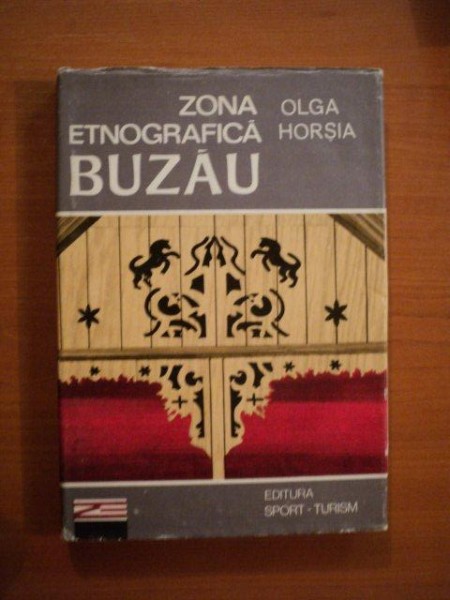 ZONA
ETNOGRAFICĂ
BUZĂU
OLGA
HORȘIA
EDITURA
SPORT-TURISM